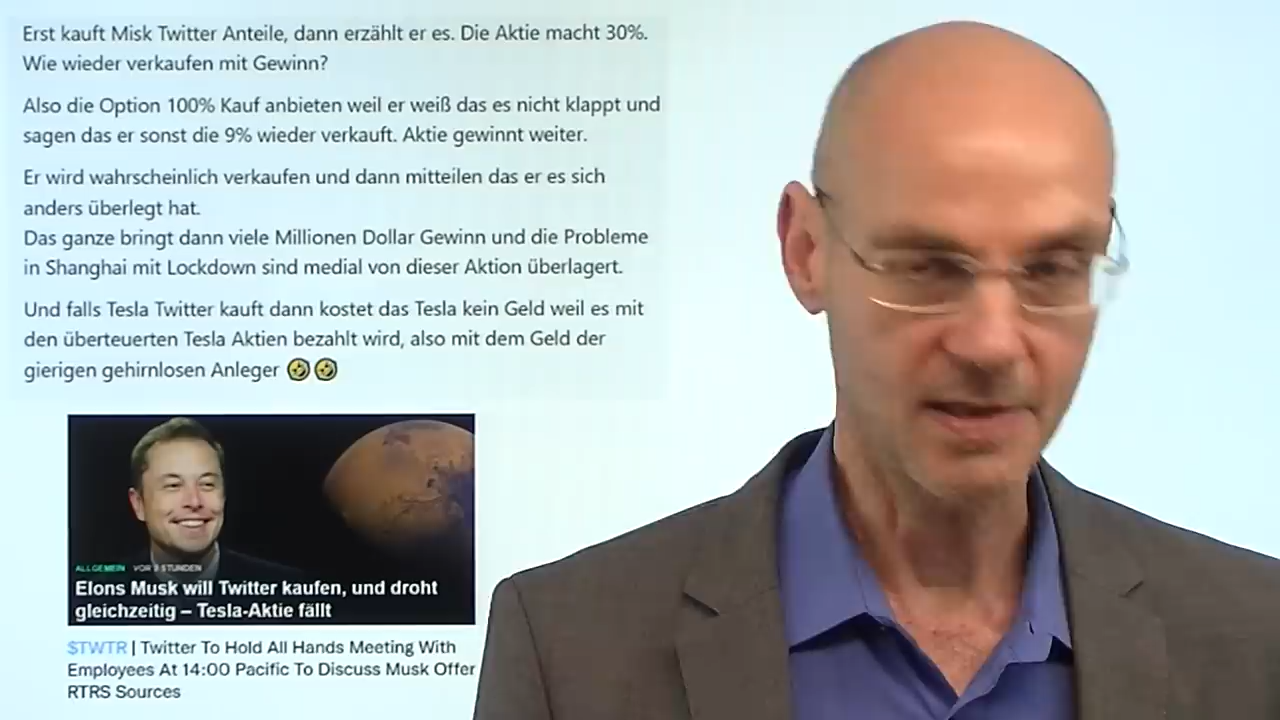 Erst kauft Misk Twitter Anteile, dann erzählt er es. Die Aktie macht 30%.
Wie wieder verkaufen mit Gewinn?
Also die Option 100% Kauf anbieten weil er weiß das es nicht klappt und
sagen das er sonst die 9% wieder verkauft. Aktie gewinnt weiter.
Er wird wahrscheinlich verkaufen und dann mitteilen das er es sich
anders überlegt hat.
Das ganze bringt dann viele Millionen Dollar Gewinn und die Probleme
in Shanghai mit Lockdown sind medial von dieser Aktion überlagert.
Und falls Tesla Twitter kauft dann kostet das Tesla kein Geld weil es mit
den überteuerten Tesla Aktien bezahlt wird, also mit dem Geld der
gierigen gehirnlosen Anleger 🤣🤣
ALLGEMEIN VOR 3 STUNDEN
Elons Musk will Twitter kaufen, und droht
gleichzeitig – Tesla-Aktie fällt
$TWTR | Twitter To Hold All Hands Meeting With
Employees At 14:00 Pacific To Discuss Musk Offer
RTRS Sources